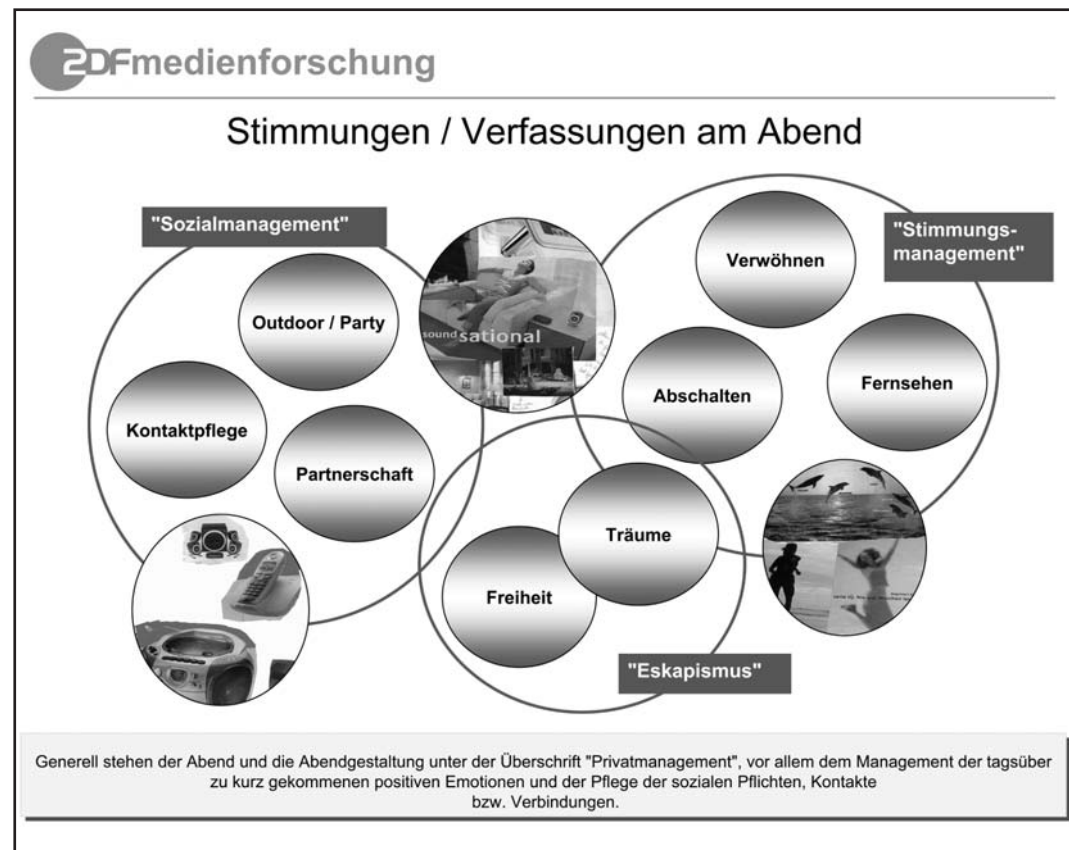 ZDFmedienforschung
Stimmungen / Verfassungen am Abend
"Sozialmanagement"
"Stimmungs-
management"
Verwöhnen
Outdoor / Party
sound sational
Abschalten
Fernsehen
Kontaktpflege
Partnerschaft
Träume
Freiheit
"Eskapismus"
Generell stehen der Abend und die Abendgestaltung unter der Überschrift "Privatmanagement", vor allem dem Management der tagsüber
zu kurz gekommenen positiven Emotionen und der Pflege der sozialen Pflichten, Kontakte
bzw. Verbindungen.